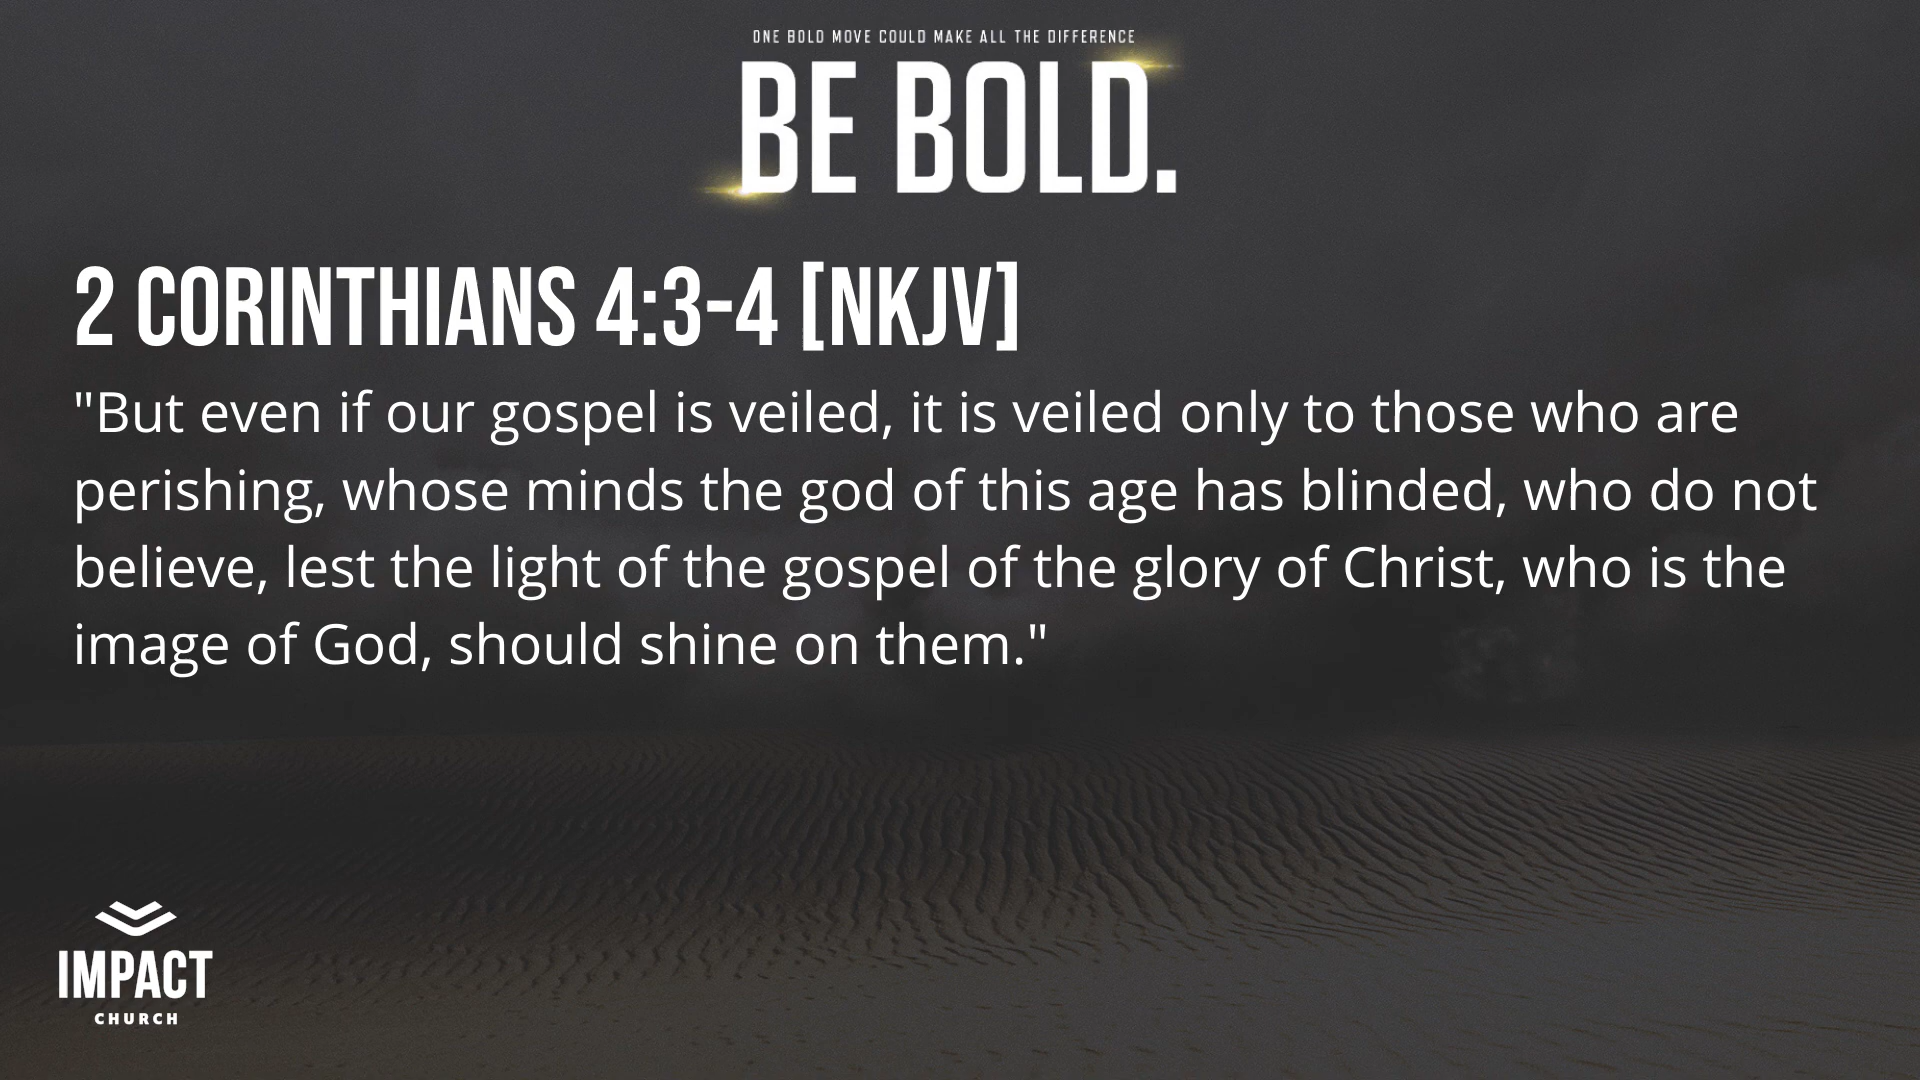 ONE BOLD MOVE COULD MAKE ALL THE DIFFERENCE
BE BOLD.
2 CORINTHIANS 4:3-4 [NKJV]
"But even if our gospel is veiled, it is veiled only to those who are
perishing, whose minds the god of this age has blinded, who do not
believe, lest the light of the gospel of the glory of Christ, who is the
image of God, should shine on them."
IMPACT
CHURCH